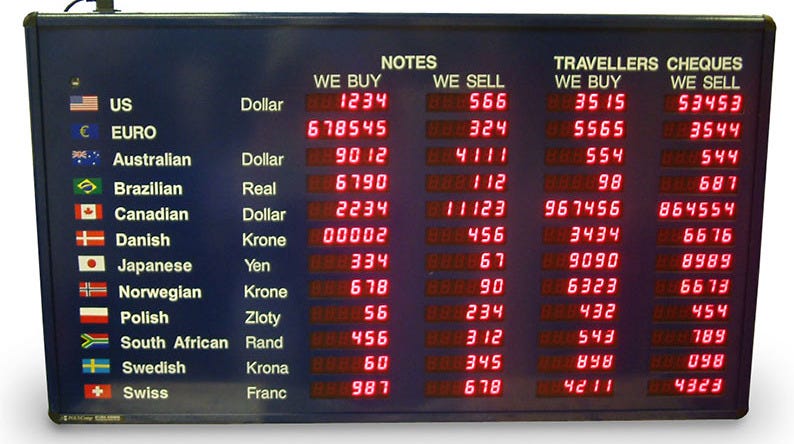 NOTES TRAVELLERS CHEQUES
WE BUY WE SELL WE BUY WE SELL
US Dollar 1234 566 3515 53453
EURO 678545 324 5565 3544
Australian Dollar 9012 4111 554 544
Brazilian Real 6790 112 98 687
Canadian Dollar 2234 11123 967456 864554
Danish Krone 00002 456 3434 6676
Japanese Yen 334 67 9090 8989
Norwegian Krone 678 90 6323 6673
Polish Zloty 56 234 432 454
South African Rand 456 312 543 789
Swedish Krona 60 345 898 098
Swiss Franc 987 678 4211 4323